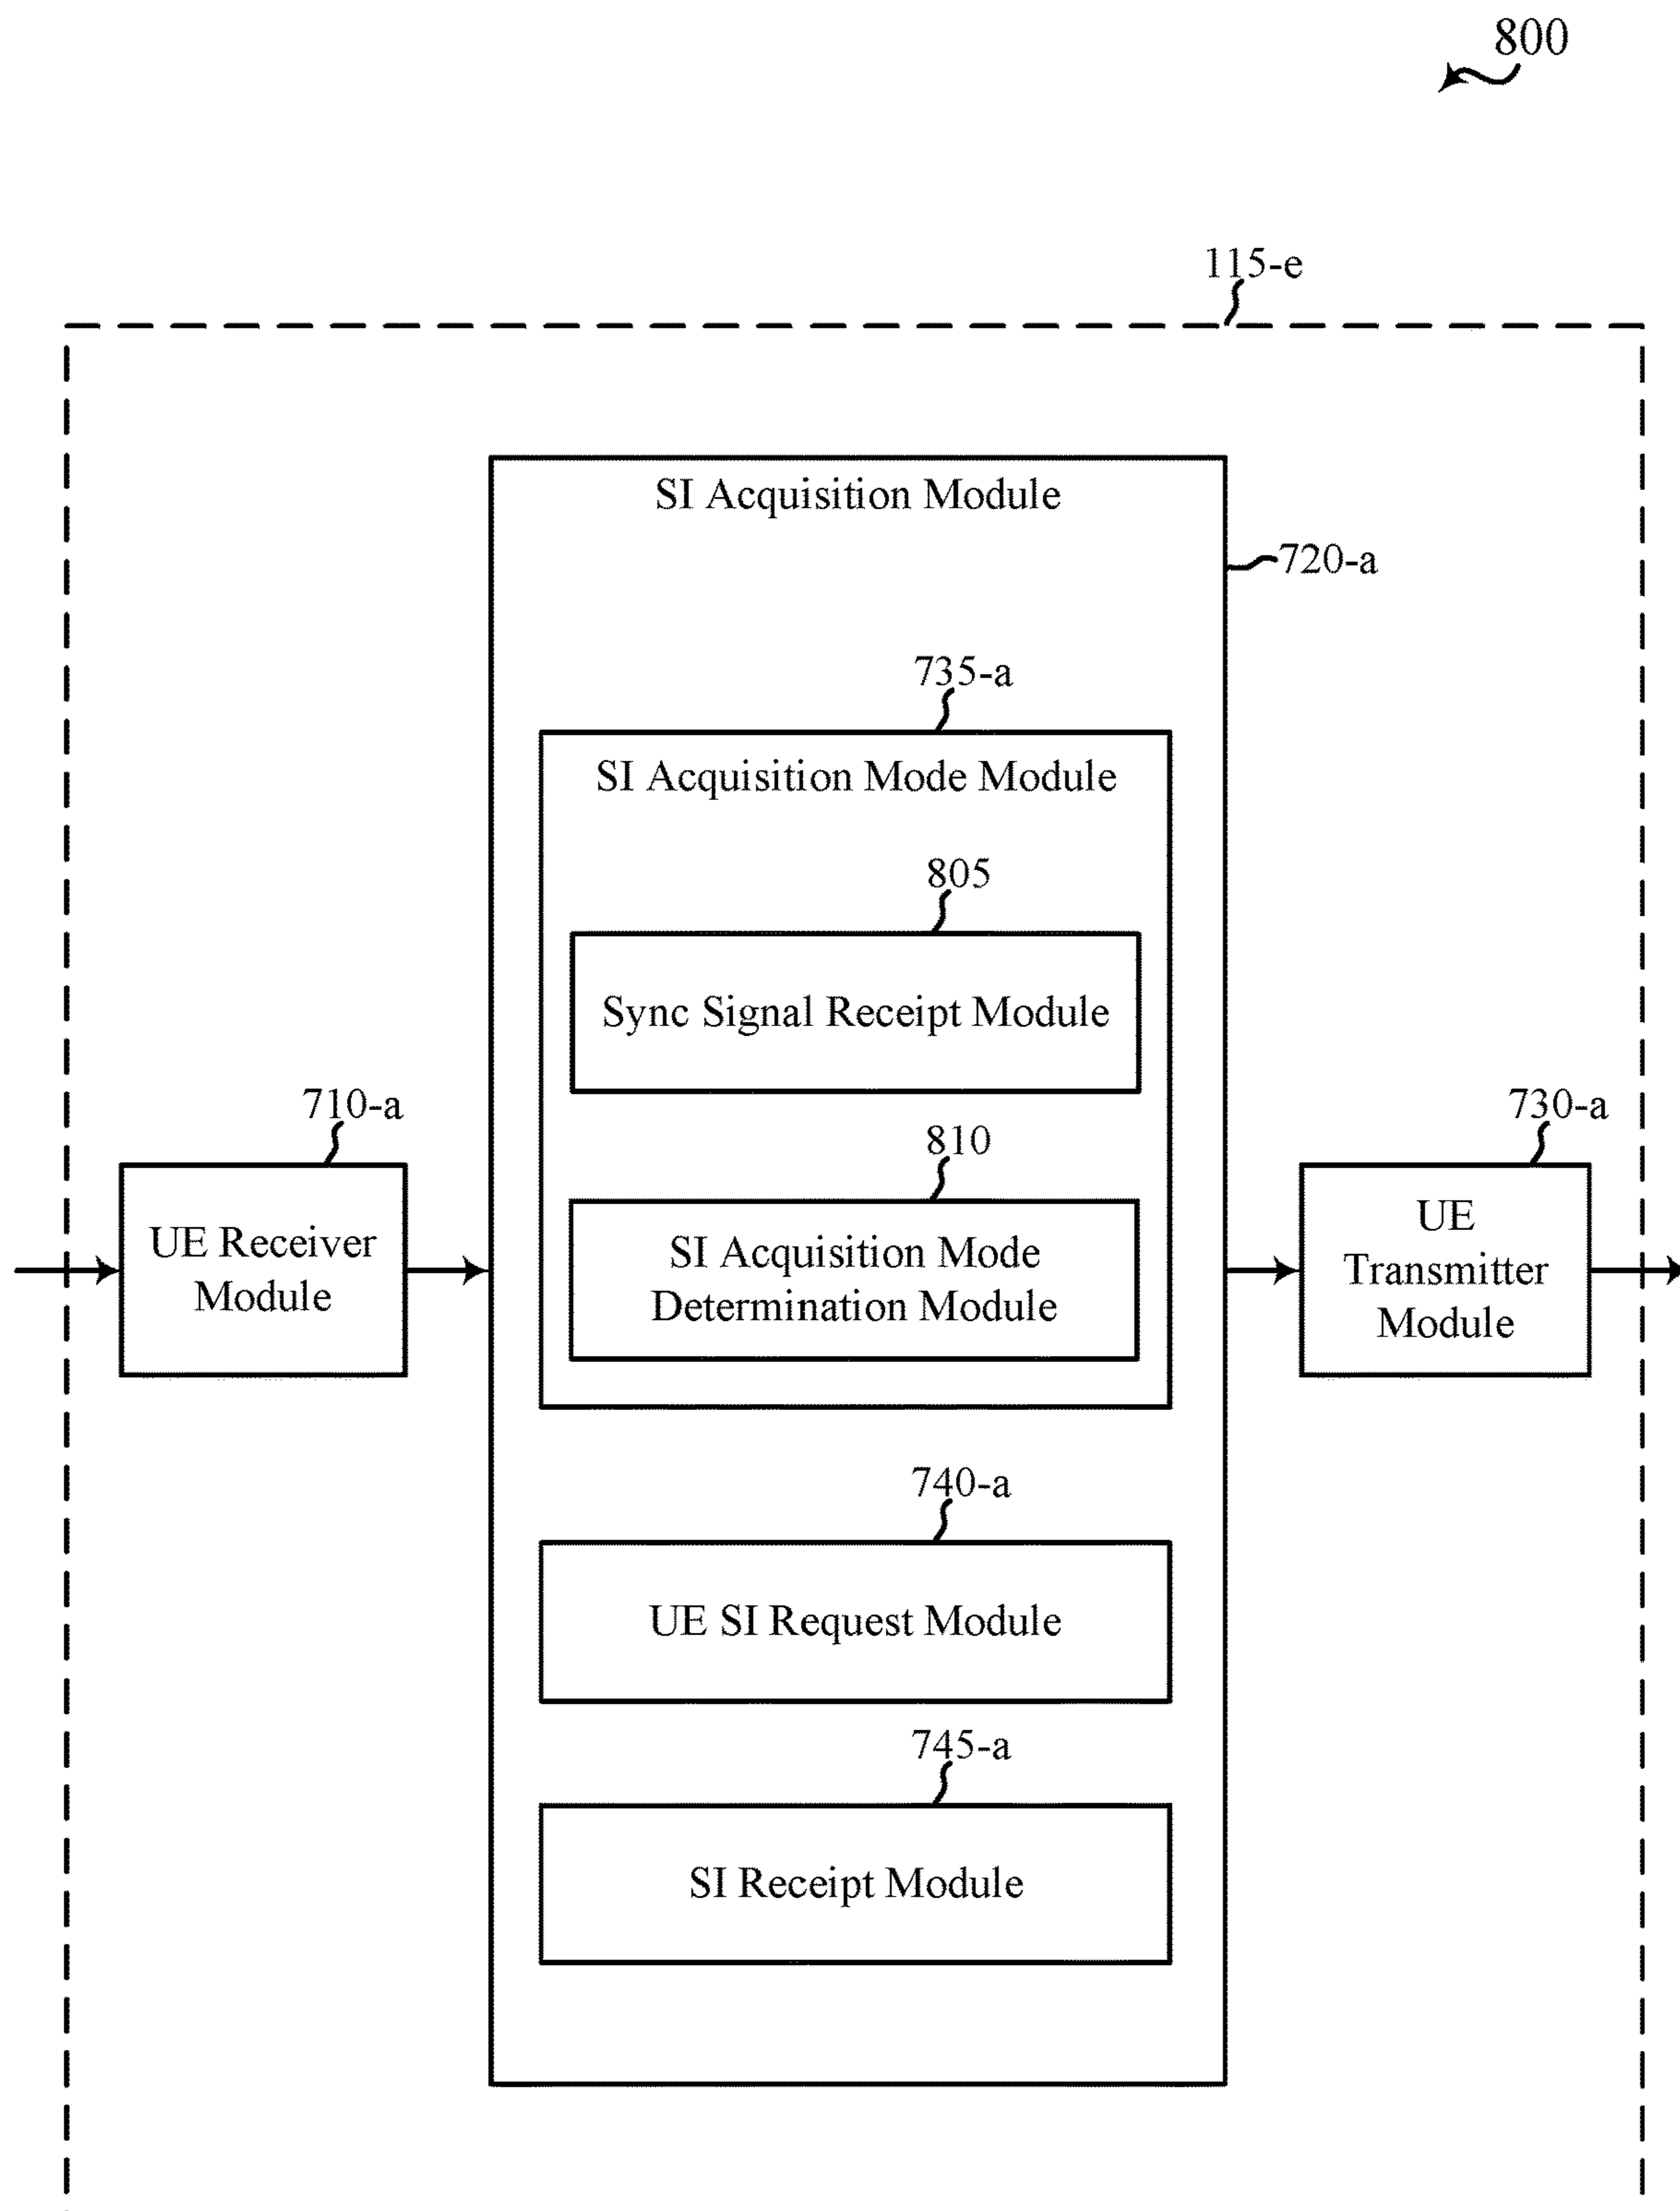 800
115-e
SI Acquisition Module
720-a
735-a
SI Acquisition Mode Module
805
Sync Signal Receipt Module
710-a
UE Receiver
Module
810
SI Acquisition Mode
Determination Module
730-a
UE
Transmitter
Module
740-a
UE SI Request Module
745-a
SI Receipt Module